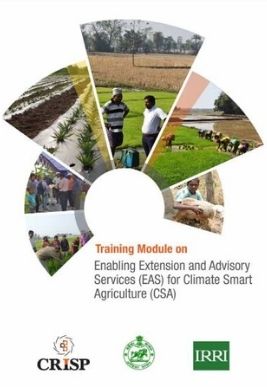 Training Module on
Enabling Extension and Advisory
Services (EAS) for Climate Smart
Agriculture (CSA)
CRISP
IRRI